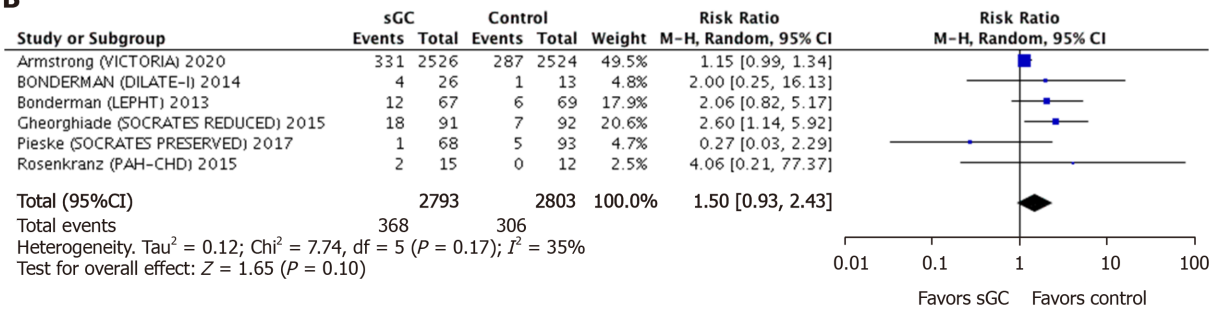 B
sGC Control Risk Ratio Risk Ratio
Study or Subgroup Events Total Events Total Weight M-H, Random, 95% CI M-H, Random, 95% CI
Armstrong (VICTORIA) 2020 331 2526 287 2524 49.5% 1.15 [0.99, 1.34]
BONDERMAN (DILATE-I) 2014 4 26 1 13 4.8% 2.00 [0.25, 16.13]
Bonderman (LEPHT) 2013 12 67 6 69 17.9% 2.06 [0.82, 5.17]
Gheorghiade (SOCRATES REDUCED) 2015 18 91 7 92 20.6% 2.60 [1.14, 5.92]
Pieske (SOCRATES PRESERVED) 2017 1 68 5 93 4.7% 0.27 [0.03, 2.29]
Rosenkranz (PAH-CHD) 2015 2 15 0 12 2.5% 4.06 [0.21, 77.37]
Total (95%CI) 2793 2803 100.0% 1.50 [0.93, 2.43]
Total events 368 306
Heterogeneity. Tau² = 0.12; Chi² = 7.74, df = 5 (P = 0.17); I² = 35%
Test for overall effect: Z = 1.65 (P = 0.10)
0.01 0.1 1 10 100
Favors sGC Favors control